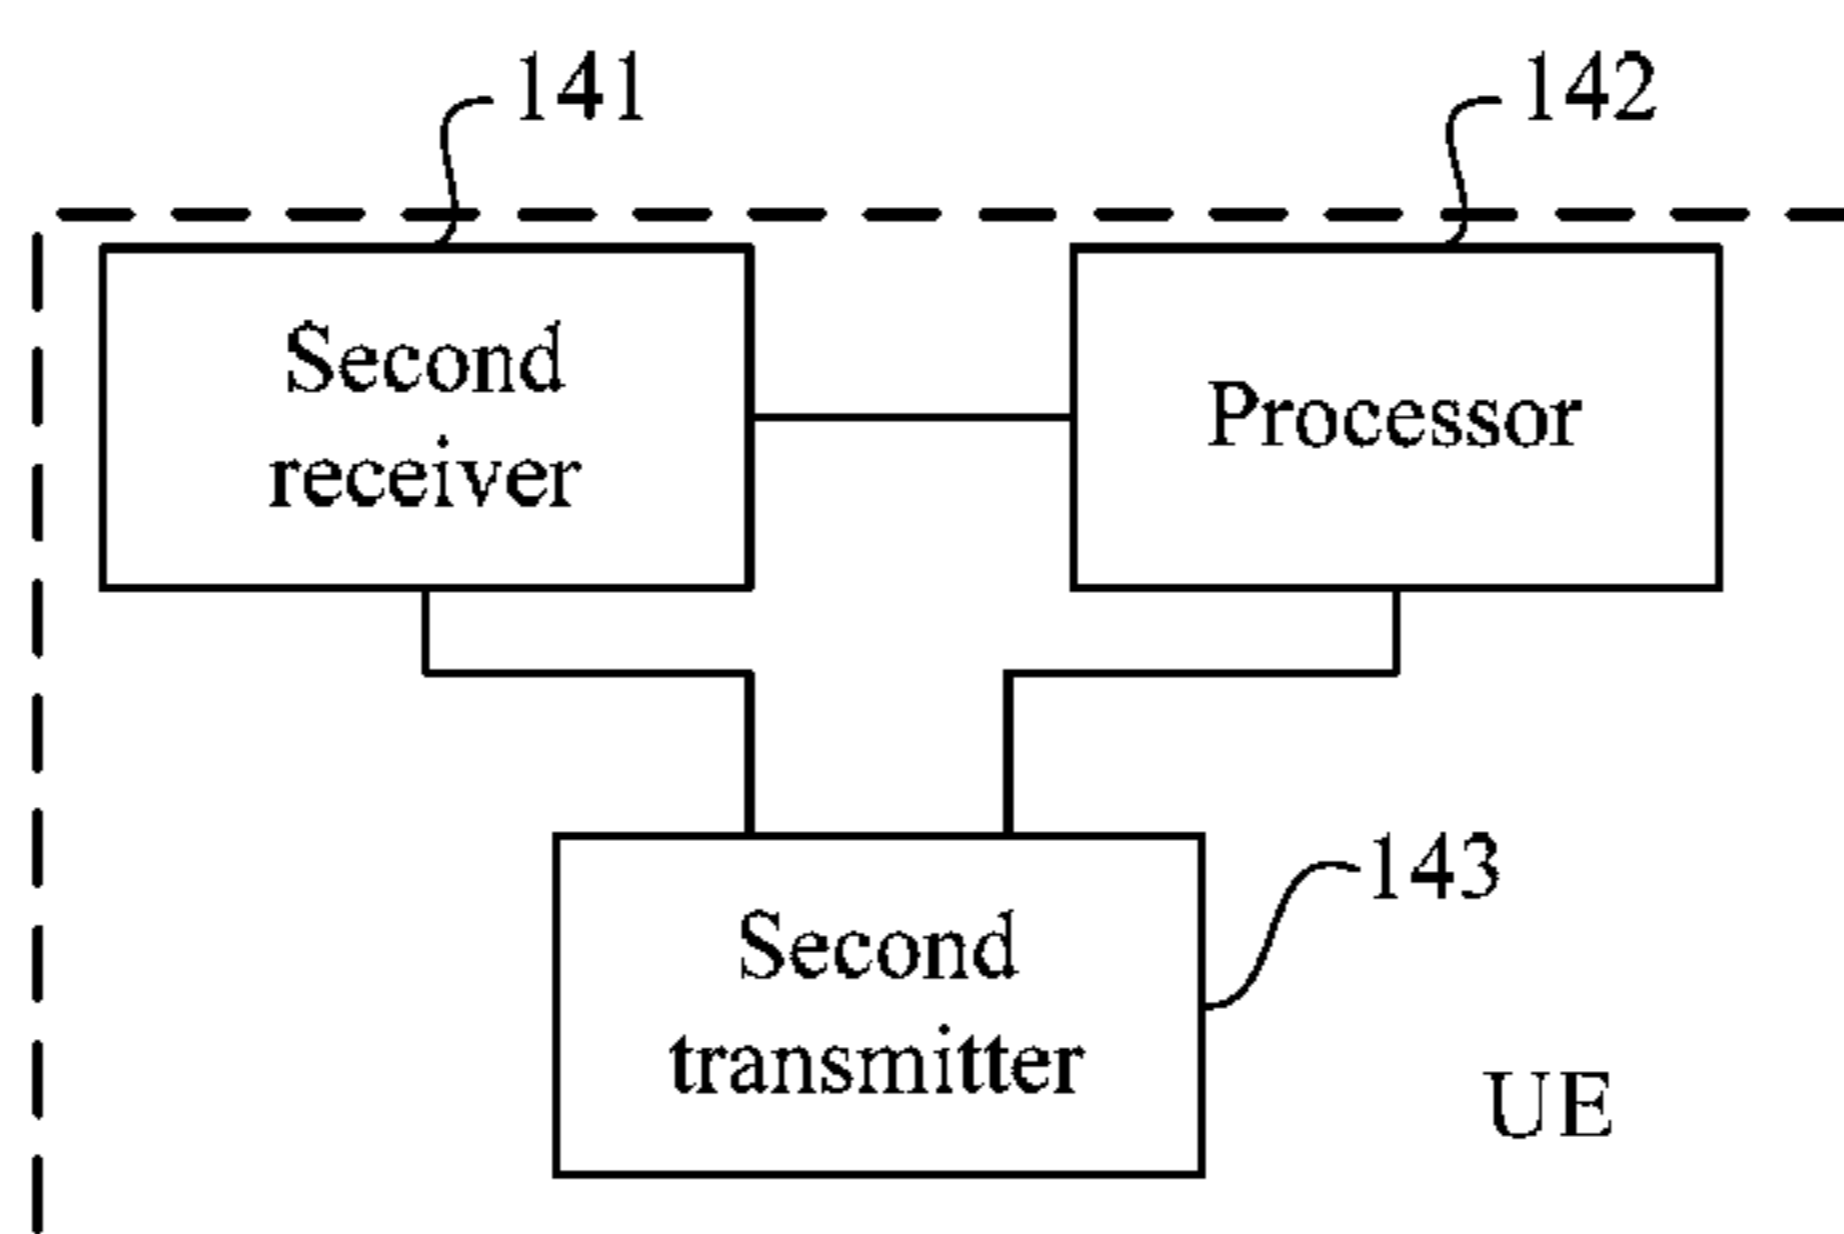 141
142
Second
receiver
Processor
143
Second
transmitter
UE